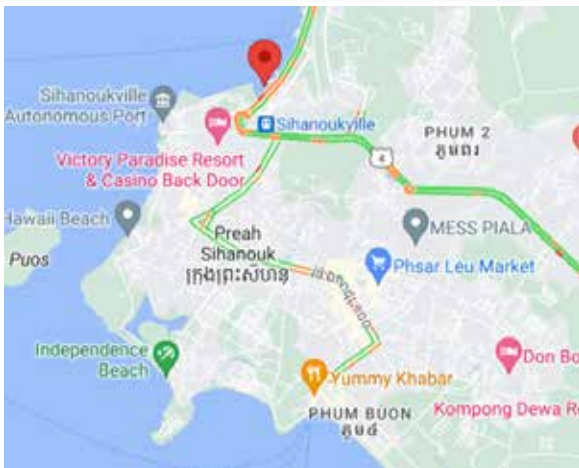 Sihanoukville
Autonomous Port
Sihanoukville
PHUM 2
ភូមិ២
4
Victory Paradise Resort
& Casino Back Door
Hawaii Beach
Puos
Preah
Sihanouk
ក្រុងព្រះសីហនុ
MESS PIALA
Phsar Leu Market
Independence
Beach
Yummy Khabar
Don Bo
Kompong Dewa Re
PHUM BUON
ភូមិ៤